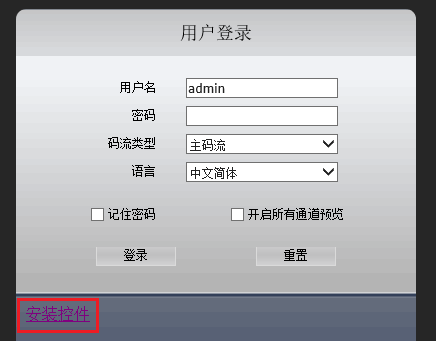 用户登录
用户名 admin
密码
码流类型 主码流
语言 中文简体
记住密码 开启所有通道预览
登录 重置
安装控件